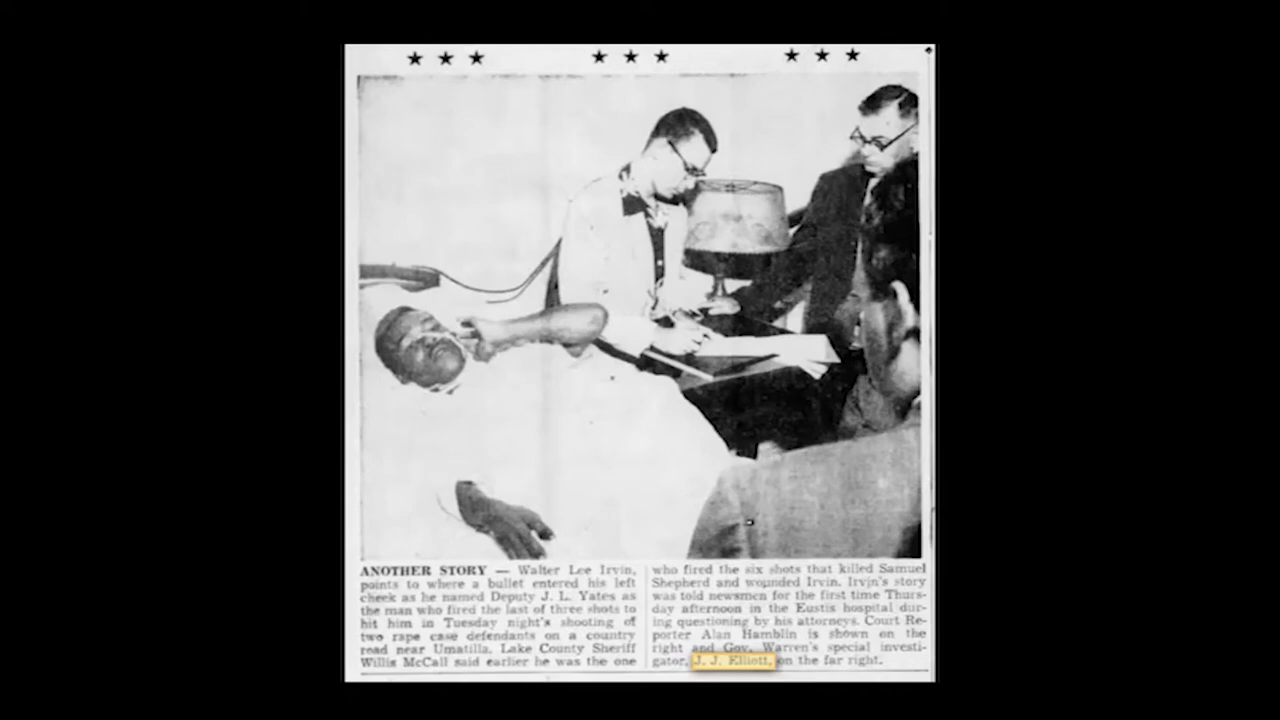 ANOTHER STORY — Walter Lee Irvin,
points to where a bullet entered his left
cheek as he named Deputy J. L. Yates as
the man who fired the last of three shots to
hit him in Tuesday night's shooting of
two rape case defendants on a country
road near Umatilla. Lake County Sheriff
Willis McCall said earlier he was the one
who fired the six shots that killed Samuel
Shepherd and wounded Irvin. Irvin's story
was told newsmen for the first time Thurs-
day afternoon in the Eustis hospital dur-
ing questioning by his attorneys. Court Re-
porter Alan Hamblin is shown on the
right and Gov. Warren's special investi-
gator, J. J. Elliott, on the far right.